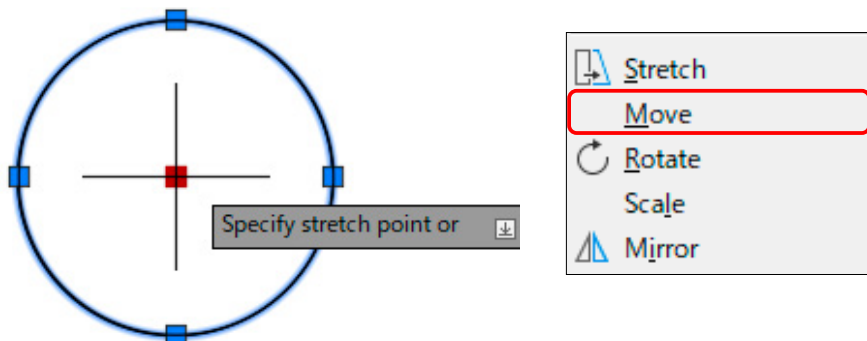 Specify stretch point or
Stretch
Move
Rotate
Scale
Mirror